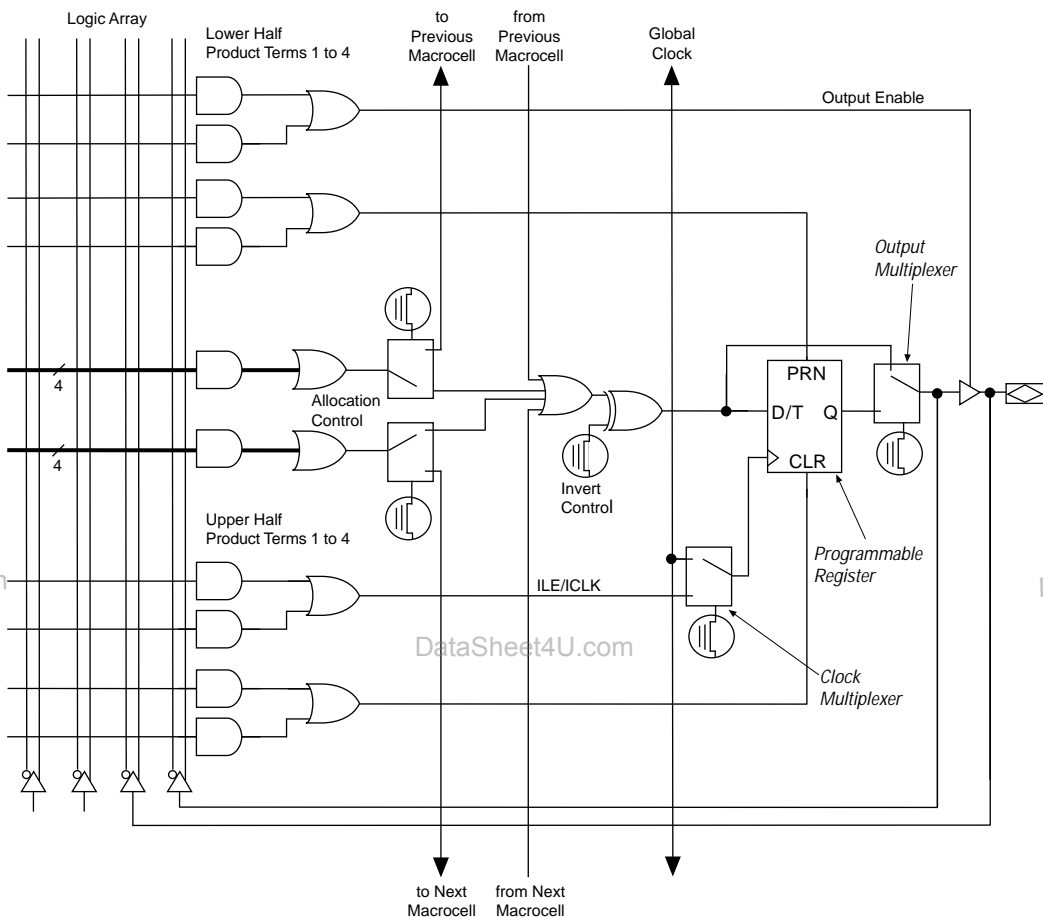 Logic Array
Lower Half
Product Terms 1 to 4
to
Previous
Macrocell
from
Previous
Macrocell
Global
Clock
Output Enable
Output
Multiplexer
4
Allocation
Control
PRN
D/T
Q
CLR
4
Invert
Control
Upper Half
Product Terms 1 to 4
Programmable
Register
ILE/ICLK
DataSheet4U.com
Clock
Multiplexer
to Next
Macrocell
from Next
Macrocell